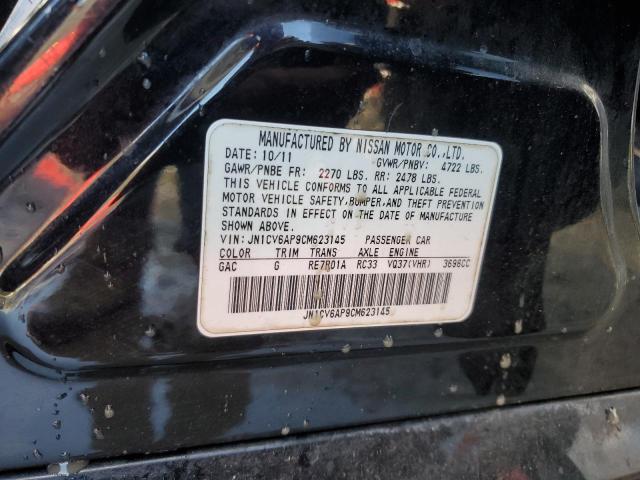 MANUFACTURED BY NISSAN MOTOR CO.,LTD.
DATE: 10/11 GVWR/PNBV: 4722 LBS.
GAWR/PNBE FR: 2270 LBS. RR: 2478 LBS.
THIS VEHICLE CONFORMS TO ALL APPLICABLE FEDERAL
MOTOR VEHICLE SAFETY, BUMPER, AND THEFT PREVENTION
STANDARDS IN EFFECT ON THE DATE OF MANUFACTURE
SHOWN ABOVE.
VIN: JN1CV6AP9CM623145 PASSENGER CAR
COLOR TRIM TRANS AXLE ENGINE
GAC G RE7R01A RC33 VQ37(VHR) 3696CC
JN1CV6AP9CM623145